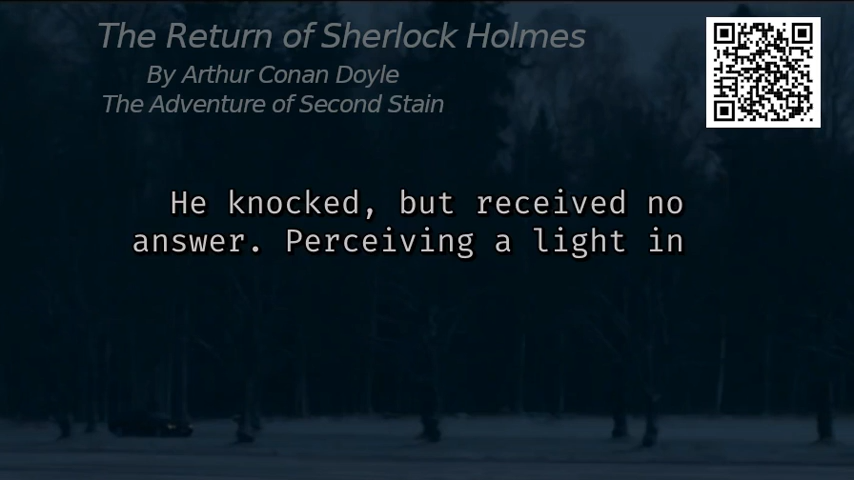 The Return of Sherlock Holmes
By Arthur Conan Doyle
The Adventure of Second Stain
He knocked, but received no
answer. Perceiving a light in